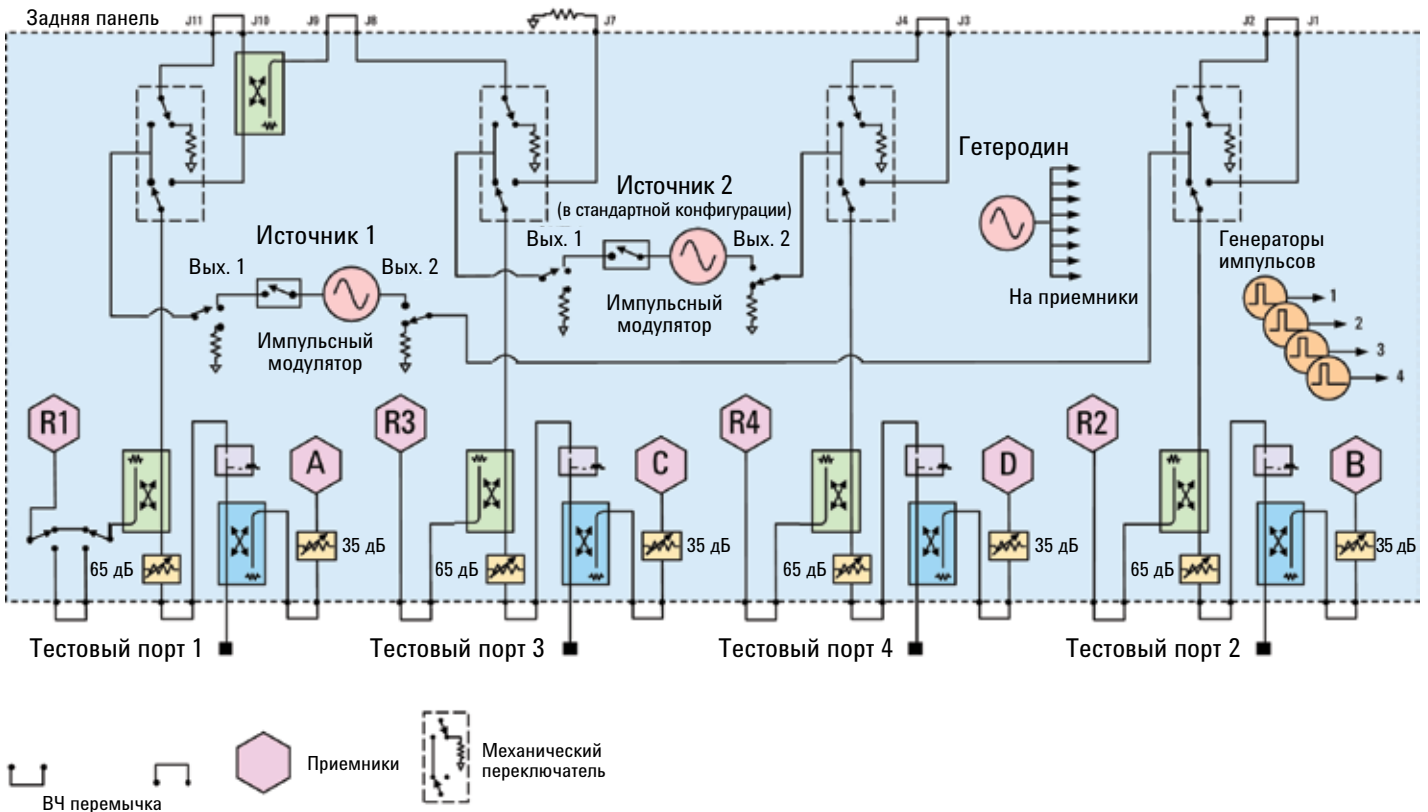 Задняя панель
J11
J10
J9
J8
J7
J4
J3
J2
J1
Источник 1
Вых. 1
Вых. 2
Импульсный
модулятор
Источник 2
(в стандартной конфигурации)
Вых. 1
Вых. 2
Импульсный
модулятор
Гетеродин
На приемники
Генераторы
импульсов
1
2
3
4
R1
A
R3
C
R4
D
R2
B
65 дБ
35 дБ
65 дБ
35 дБ
65 дБ
35 дБ
65 дБ
35 дБ
Тестовый порт 1
Тестовый порт 3
Тестовый порт 4
Тестовый порт 2
ВЧ перемычка
Приемники
Механический
переключатель